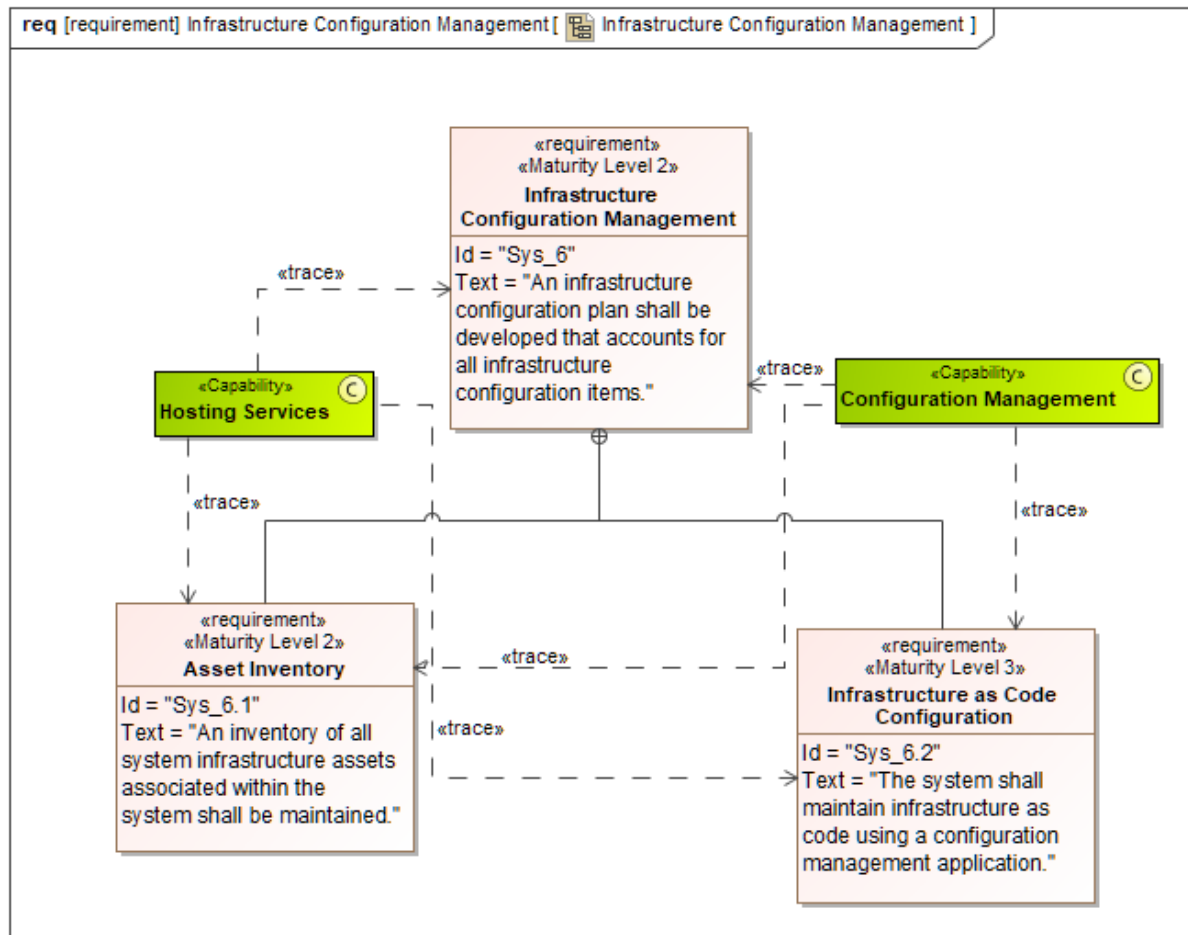 req [requirement] Infrastructure Configuration Management [ Infrastructure Configuration Management ]
«requirement»
«Maturity Level 2»
Infrastructure
Configuration Management
Id = "Sys_6"
Text = "An infrastructure
configuration plan shall be
developed that accounts for
all infrastructure
configuration items."
«trace»
«trace»
«Capability»
C
Hosting Services
«Capability»
C
Configuration Management
«trace»
«trace»
«requirement»
«Maturity Level 2»
Asset Inventory
Id = "Sys_6.1"
Text = "An inventory of all
system infrastructure assets
associated within the
system shall be maintained."
«trace»
«trace»
«requirement»
«Maturity Level 3»
Infrastructure as Code
Configuration
Id = "Sys_6.2"
Text = "The system shall
maintain infrastructure as
code using a configuration
management application."